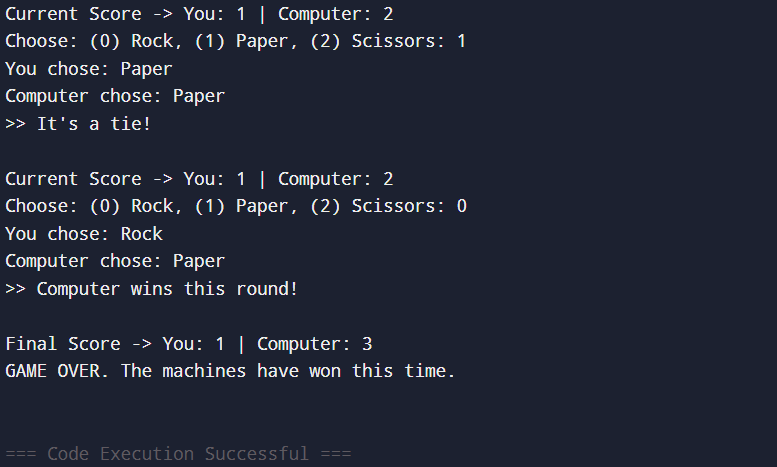 Current Score -> You: 1 | Computer: 2
Choose: (0) Rock, (1) Paper, (2) Scissors: 1
You chose: Paper
Computer chose: Paper
>> It's a tie!
Current Score -> You: 1 | Computer: 2
Choose: (0) Rock, (1) Paper, (2) Scissors: 0
You chose: Rock
Computer chose: Paper
>> Computer wins this round!
Final Score -> You: 1 | Computer: 3
GAME OVER. The machines have won this time.
=== Code Execution Successful ===